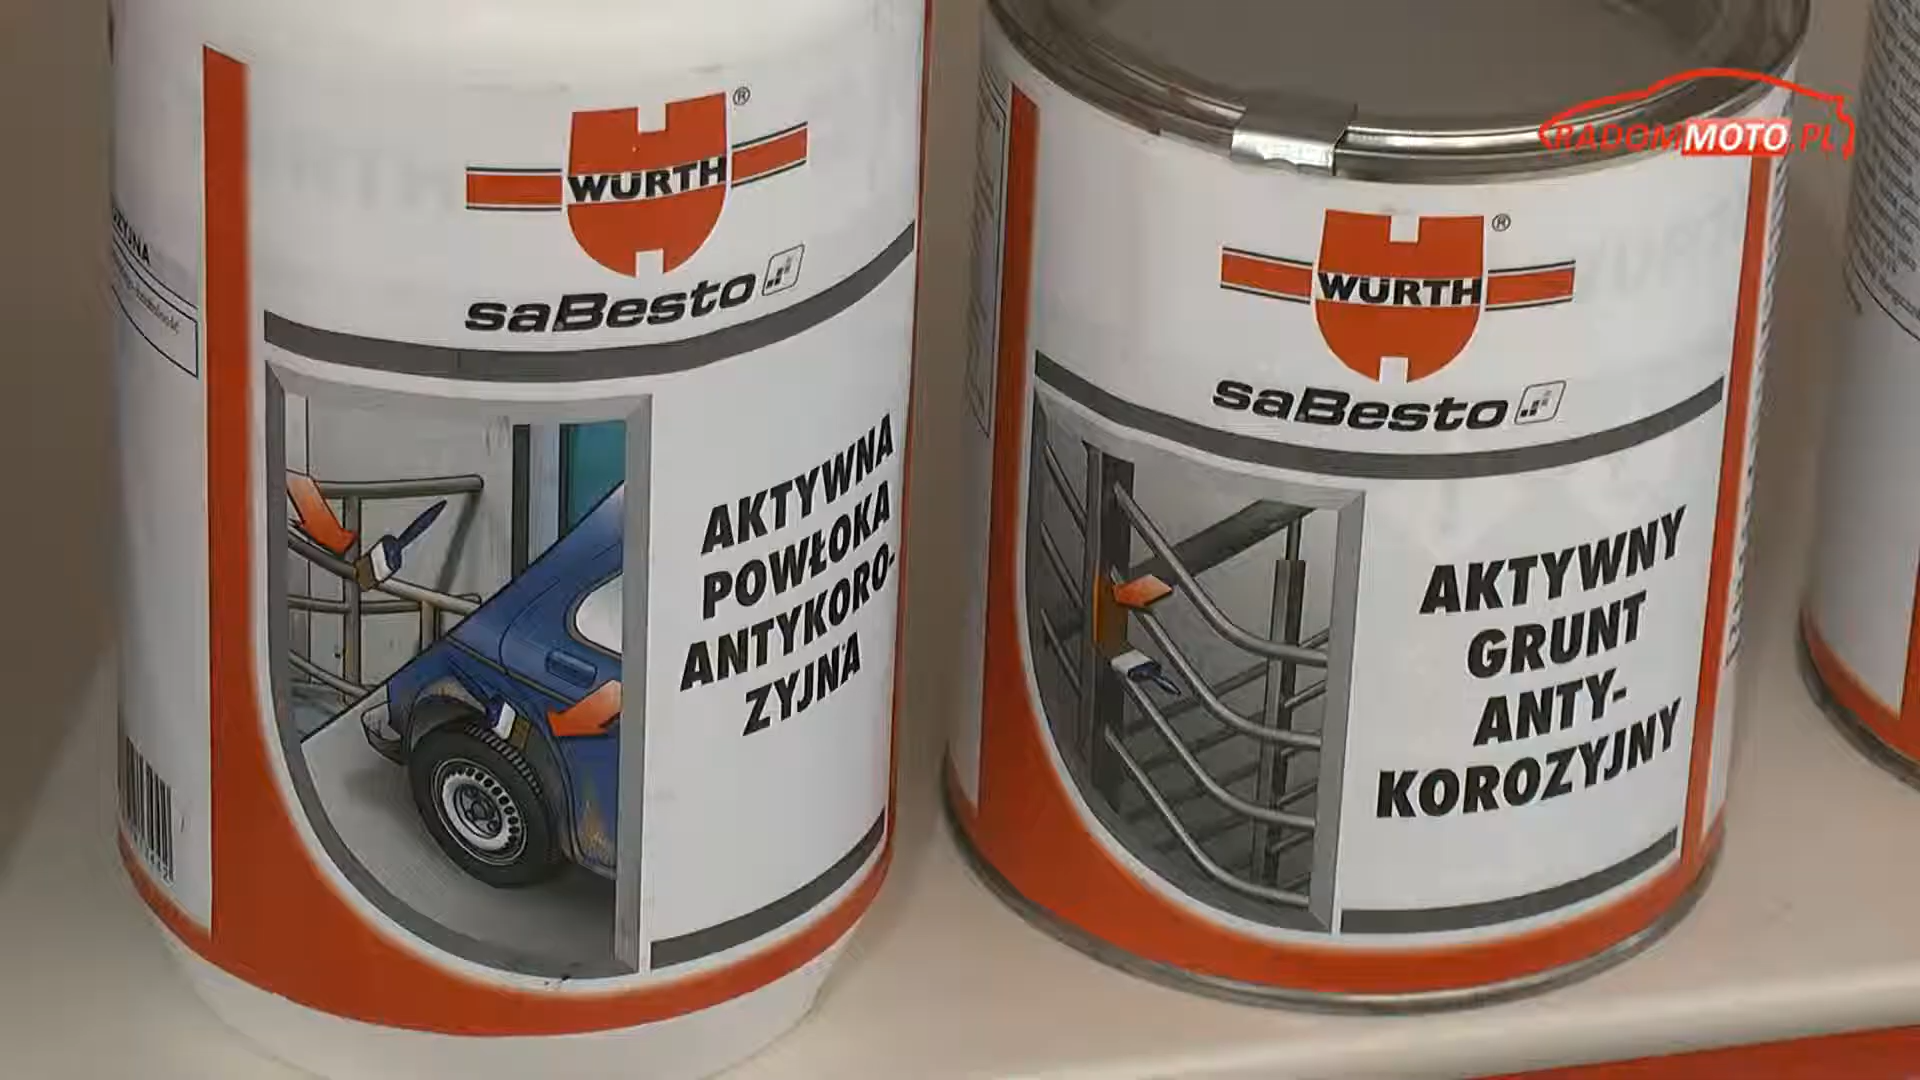 RADOMMOTO.PL
WÜRTH®
saBesto
AKTYWNA
POWŁOKA
ANTYKORO-
ZYJNA
WÜRTH®
saBesto
AKTYWNY
GRUNT
ANTY-
KOROZYJNY